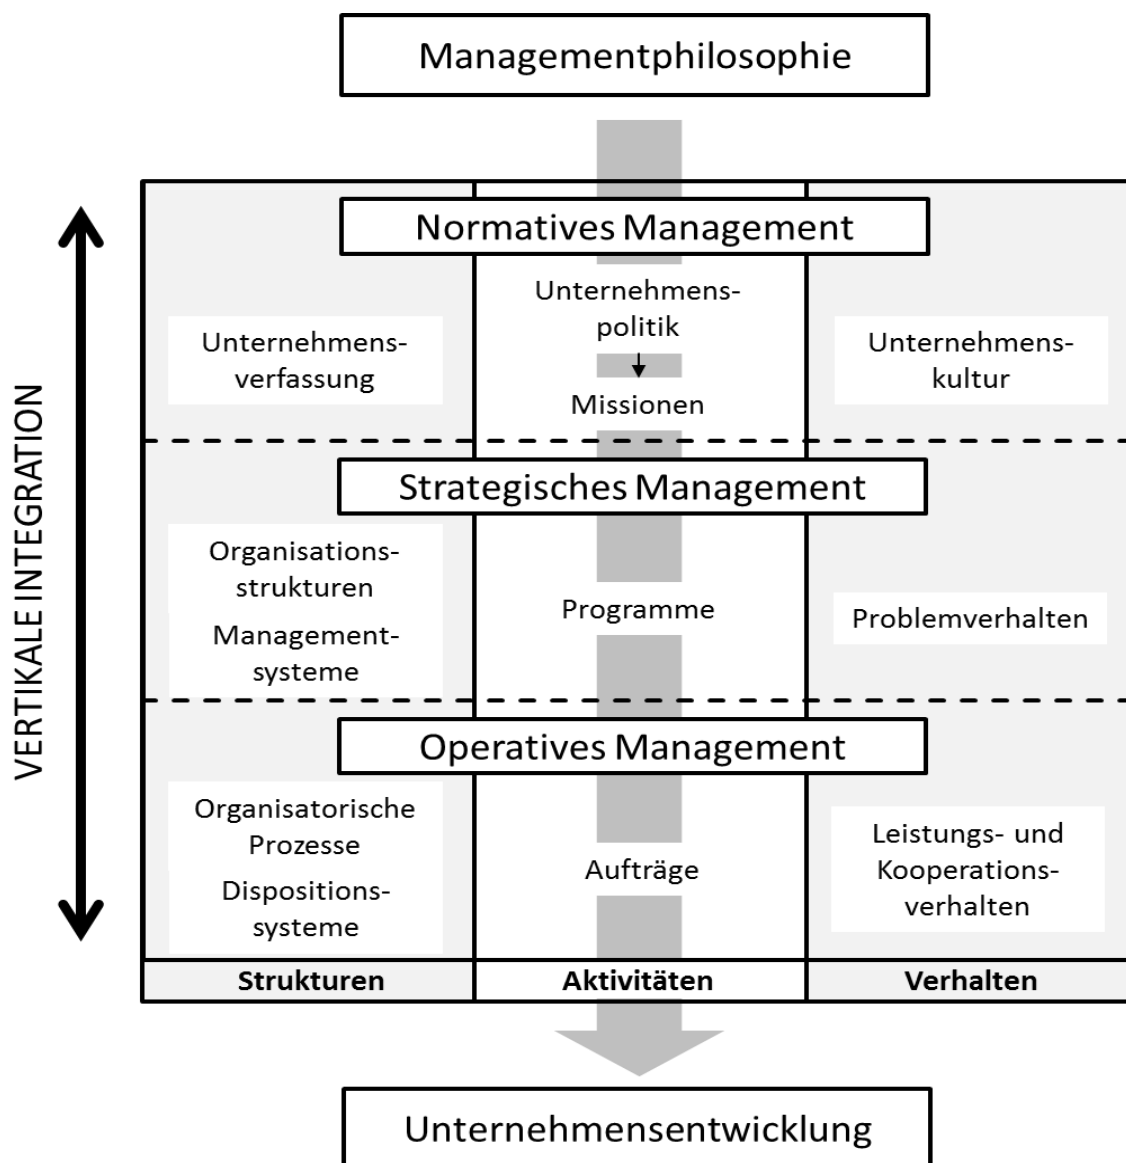 Managementphilosophie
VERTIKALE INTEGRATION
Normatives Management
Unternehmens-
verfassung
Unternehmens-
politik
Missionen
Unternehmens-
kultur
Strategisches Management
Organisations-
strukturen
Management-
systeme
Programme
Problemverhalten
Operatives Management
Organisatorische
Prozesse
Dispositions-
systeme
Aufträge
Leistungs- und
Kooperations-
verhalten
Strukturen
Aktivitäten
Verhalten
Unternehmensentwicklung